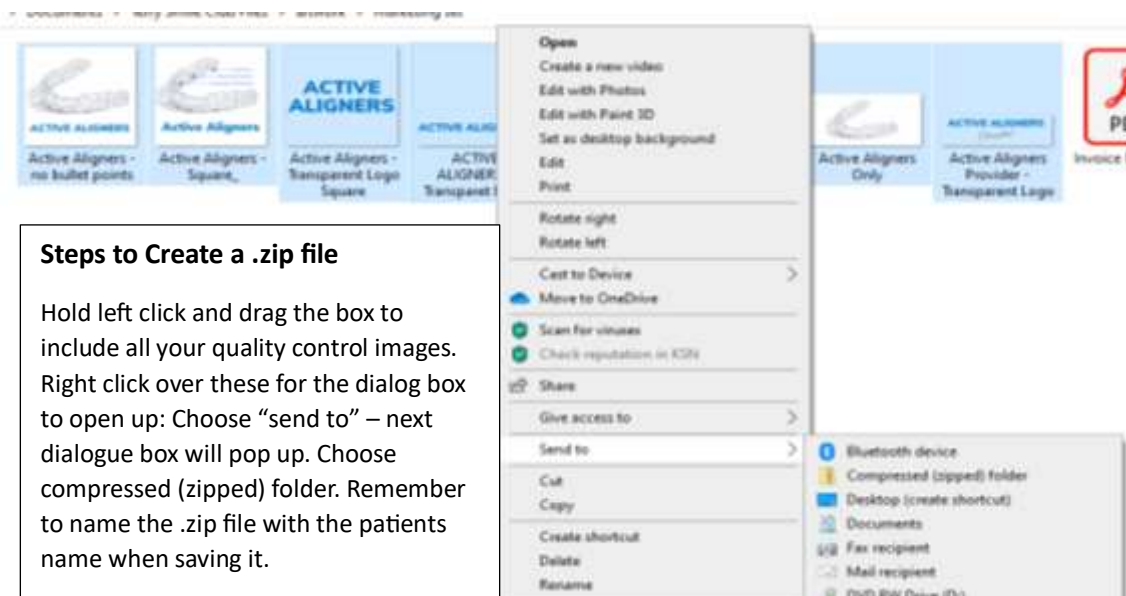 Active Aligners -
no bullet points
Active Aligners -
Square_
ACTIVE
ALIGNERS
Active Aligners -
Transparent Logo
Square
ACTIVE
Active Aligners
Only
Active Aligners
Provider -
Transparent Logo
Invoice
Open
Create a new video
Edit with Photos
Edit with Paint 3D
Set as desktop background
Edit
Print
Rotate right
Rotate left
Cast to Device
Move to OneDrive
Scan for viruses
Check reputation in KSN
Share
Give access to
Send to
Cut
Copy
Create shortcut
Delete
Rename
Bluetooth device
Compressed (zipped) folder
Desktop (create shortcut)
Documents
Fax recipient
Mail recipient
DVD RW Drive (D:)
Steps to Create a .zip file
Hold left click and drag the box to
include all your quality control images.
Right click over these for the dialog box
to open up: Choose “send to” – next
dialogue box will pop up. Choose
compressed (zipped) folder. Remember
to name the .zip file with the patients
name when saving it.